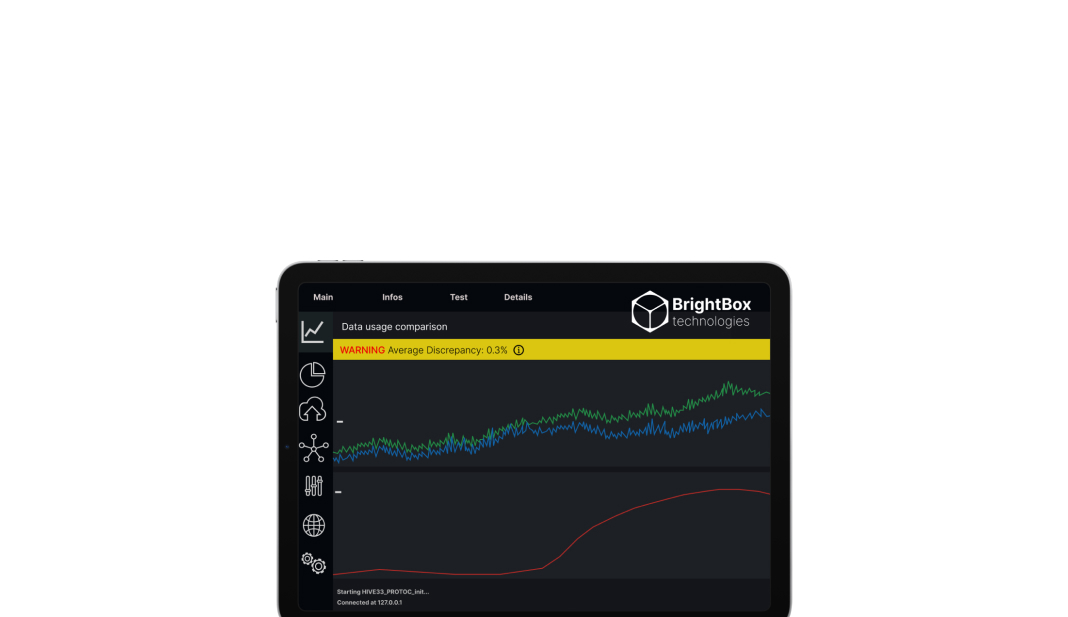 Main Infos Test Details
BrightBox
technologies
Data usage comparison
WARNING Average Discrepancy: 0.3%
Starting HIVE33_PROTOC_init...
Connected at 127.0.0.1